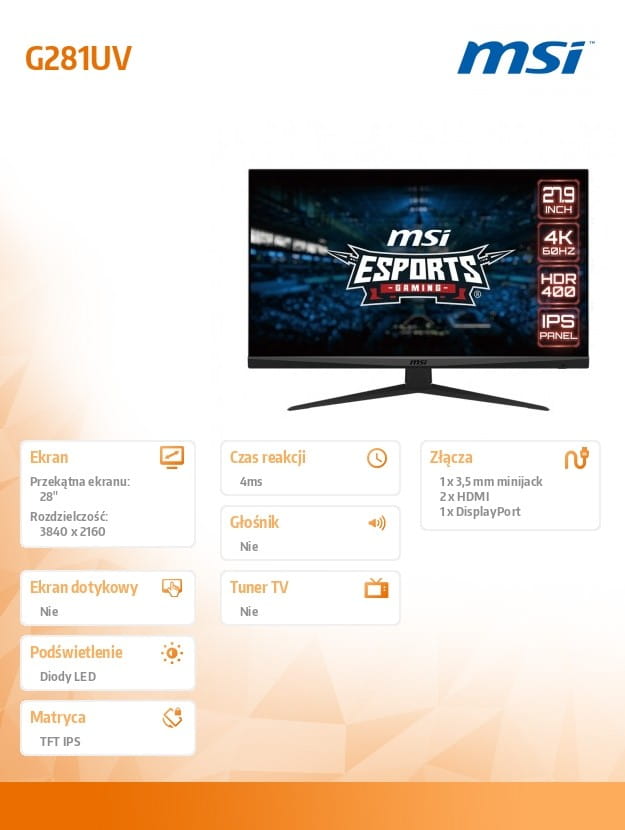 G281UV
msi™
27.9
INCH
4K
60HZ
HDR
400
IPS
PANEL
msi
ESPORTS
GAMING
®
msi
Ekran
Przekątna ekranu:
28"
Rozdzielczość:
3840 x 2160
Ekran dotykowy
Nie
Podświetlenie
Diody LED
Matryca
TFT IPS
Czas reakcji
4ms
Głośnik
Nie
Tuner TV
Nie
Złącza
1 x 3,5 mm minijack
2 x HDMI
1 x DisplayPort